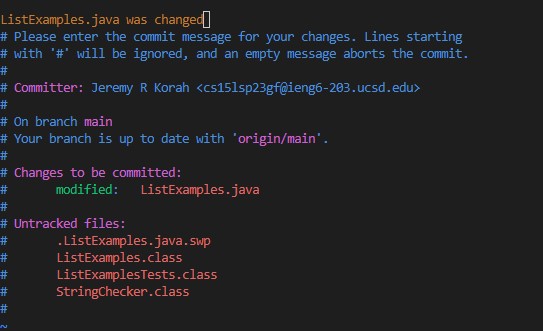 ListExamples.java was changed
# Please enter the commit message for your changes. Lines starting
# with '#' will be ignored, and an empty message aborts the commit.
#
# Committer: Jeremy R Korah <cs15lsp23gf@ieng6-203.ucsd.edu>
#
# On branch main
# Your branch is up to date with 'origin/main'.
#
# Changes to be committed:
#       modified:   ListExamples.java
#
# Untracked files:
#       .ListExamples.java.swp
#       ListExamples.class
#       ListExamplesTests.class
#       StringChecker.class
#
~